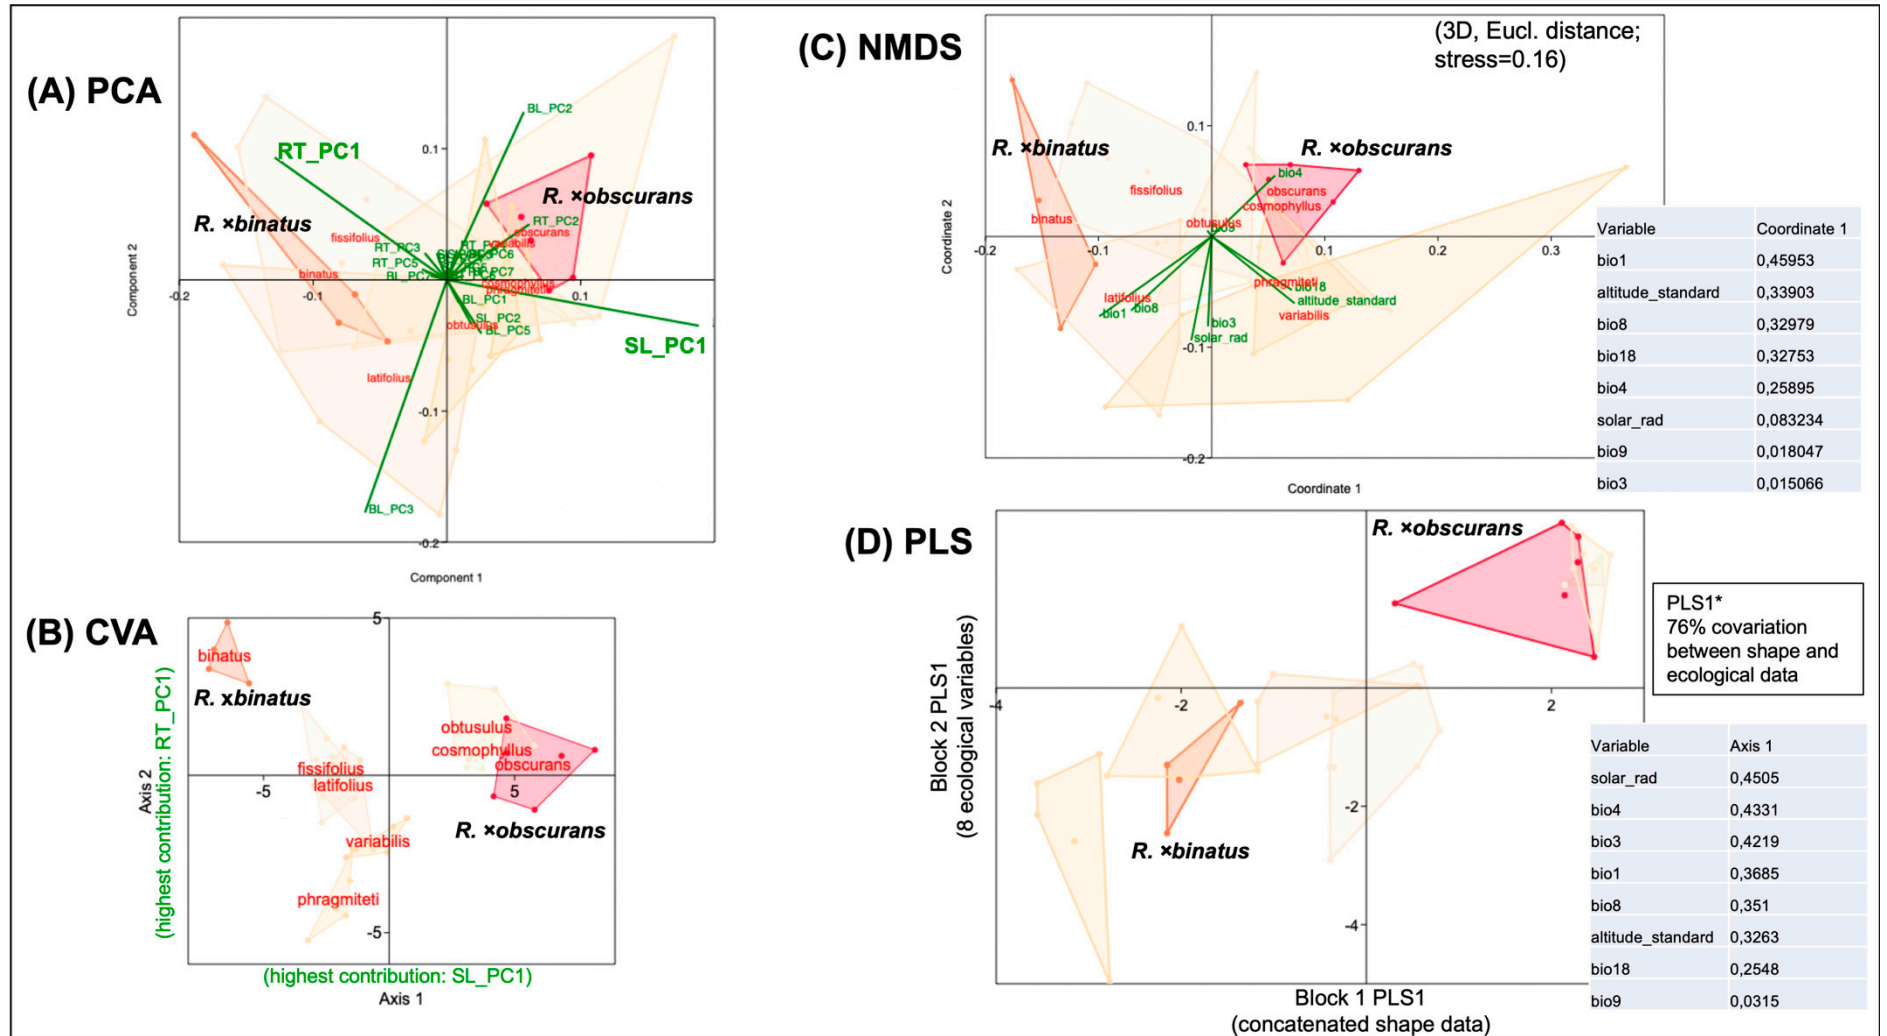 (A) PCA
BL_PC2
RT_PC1
0.1
R. ×obscurans
R. ×binatus
RT_PC2
obscurans
variabilis
fissifolius
RT_PC3
RT_PC5
BL_PC7
binatus
cosmophyllus
phragmiteti
-0.2
-0.1
0.1
BL_PC1
SL_PC2
obtusulus
BL_PC5
SL_PC1
latifolius
-0.1
BL_PC3
-0.2
Component 2
Component 1
(B) CVA
5
binatus
R. xbinatus
obtusulus
cosmophyllus
obscurans
fissifolius
latifolius
-5
5
R. ×obscurans
variabilis
phragmiteti
-5
Axis 2
(highest contribution: RT_PC1)
(highest contribution: SL_PC1)
Axis 1
(C) NMDS
(3D, Eucl. distance;
stress=0.16)
0.1
R. ×binatus
R. ×obscurans
bio4
fissifolius
obscurans
cosmophyllus
binatus
obtusulus
bio9
-0.2
-0.1
0.1
0.2
0.3
phragmiteti
bio18
latifolius
altitude_standard
bio1
bio8
variabilis
bio3
solar_rad
-0.1
-0.2
Coordinate 2
Coordinate 1
Variable Coordinate 1
bio1 0,45953
altitude_standard 0,33903
bio8 0,32979
bio18 0,32753
bio4 0,25895
solar_rad 0,083234
bio9 0,018047
bio3 0,015066
(D) PLS
R. ×obscurans
-4
-2
2
R. ×binatus
-2
-4
Block 2 PLS1
(8 ecological variables)
Block 1 PLS1
(concatenated shape data)
PLS1*
76% covariation
between shape and
ecological data
Variable Axis 1
solar_rad 0,4505
bio4 0,4331
bio3 0,4219
bio1 0,3685
bio8 0,351
altitude_standard 0,3263
bio18 0,2548
bio9 0,0315